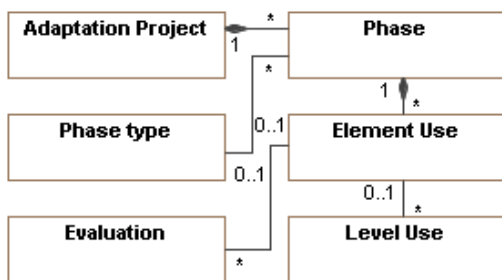 Adaptation Project
1
*
Phase
*
1
*
Phase type
0..1
Element Use
0..1
0..1
*
Evaluation
*
Level Use